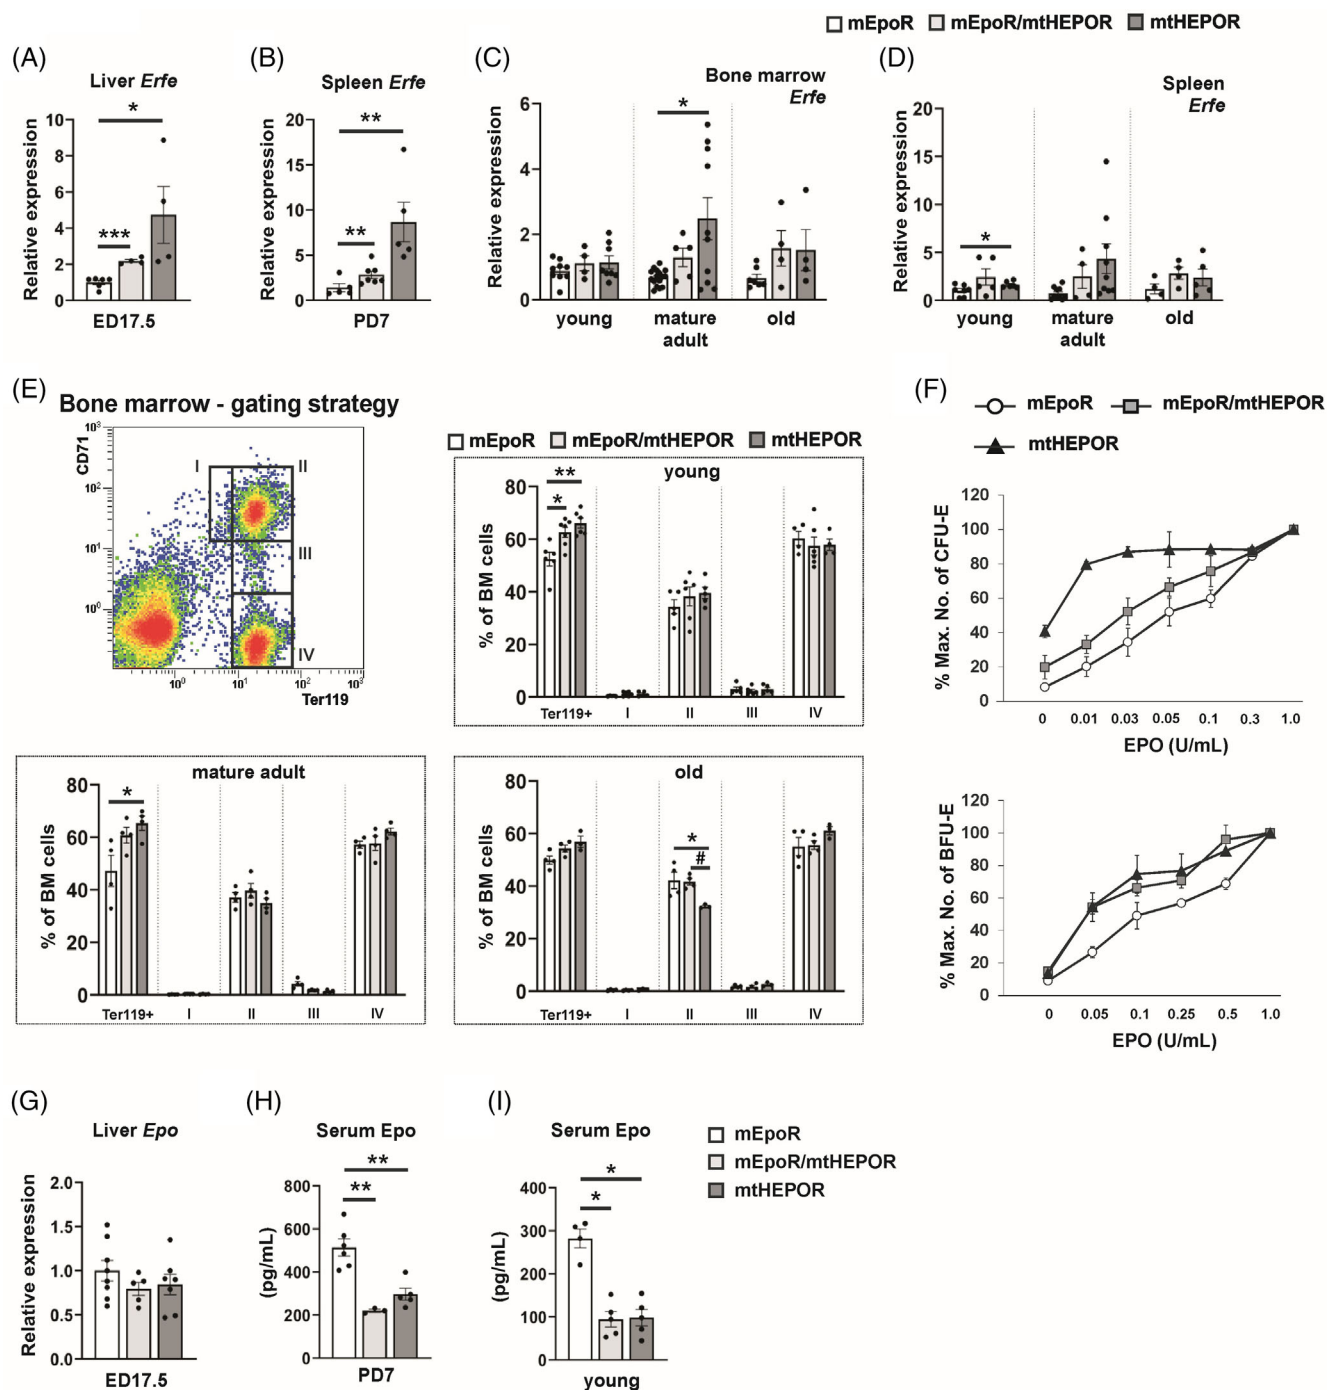 mEpoR mEpoR/mtHEPOR mtHEPOR
(A)
Liver Erfe
***
*
Relative expression
10
8
6
4
2
0
ED17.5
(B)
Spleen Erfe
**
**
Relative expression
20
15
10
5
0
PD7
(C)
Bone marrow
Erfe
*
Relative expression
6
4
2
0
young
mature
adult
old
(D)
Spleen
Erfe
*
Relative expression
20
15
10
5
0
young
mature
adult
old
(E)
Bone marrow - gating strategy
CD71
10³
10²
10¹
10⁰
I
II
III
IV
10⁰ 10¹ 10² 10³
Ter119
mEpoR mEpoR/mtHEPOR mtHEPOR
young
**
*
% of BM cells
80
60
40
20
0
Ter119+ I II III IV
mature adult
*
% of BM cells
80
60
40
20
0
Ter119+ I II III IV
old
*
#
% of BM cells
80
60
40
20
0
Ter119+ I II III IV
(F)
mEpoR mEpoR/mtHEPOR
mtHEPOR
% Max. No. of CFU-E
120
100
80
60
40
20
0
0 0.01 0.03 0.05 0.1 0.3 1.0
EPO (U/mL)
% Max. No. of BFU-E
120
100
80
60
40
20
0
0 0.05 0.1 0.25 0.5 1.0
EPO (U/mL)
(G)
Liver Epo
Relative expression
2.0
1.5
1.0
0.5
0.0
ED17.5
(H)
Serum Epo
**
**
(pg/mL)
800
600
400
200
0
PD7
(I)
Serum Epo
*
*
(pg/mL)
400
300
200
100
0
young
mEpoR
mEpoR/mtHEPOR
mtHEPOR